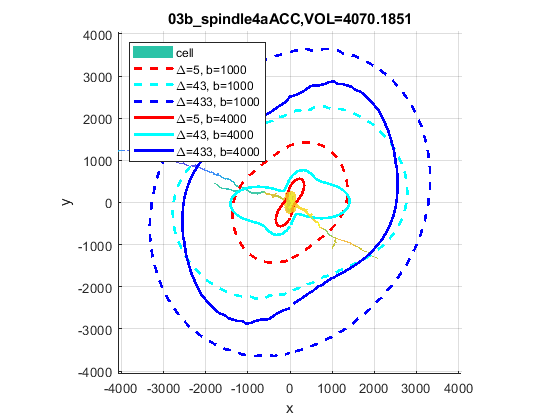 03b_spindle4aACC,VOL=4070.1851
cell
Δ=5, b=1000
Δ=43, b=1000
Δ=433, b=1000
Δ=5, b=4000
Δ=43, b=4000
Δ=433, b=4000
4000
3000
2000
1000
0
-1000
-2000
-3000
-4000
y
-4000 -3000 -2000 -1000 0 1000 2000 3000 4000
x